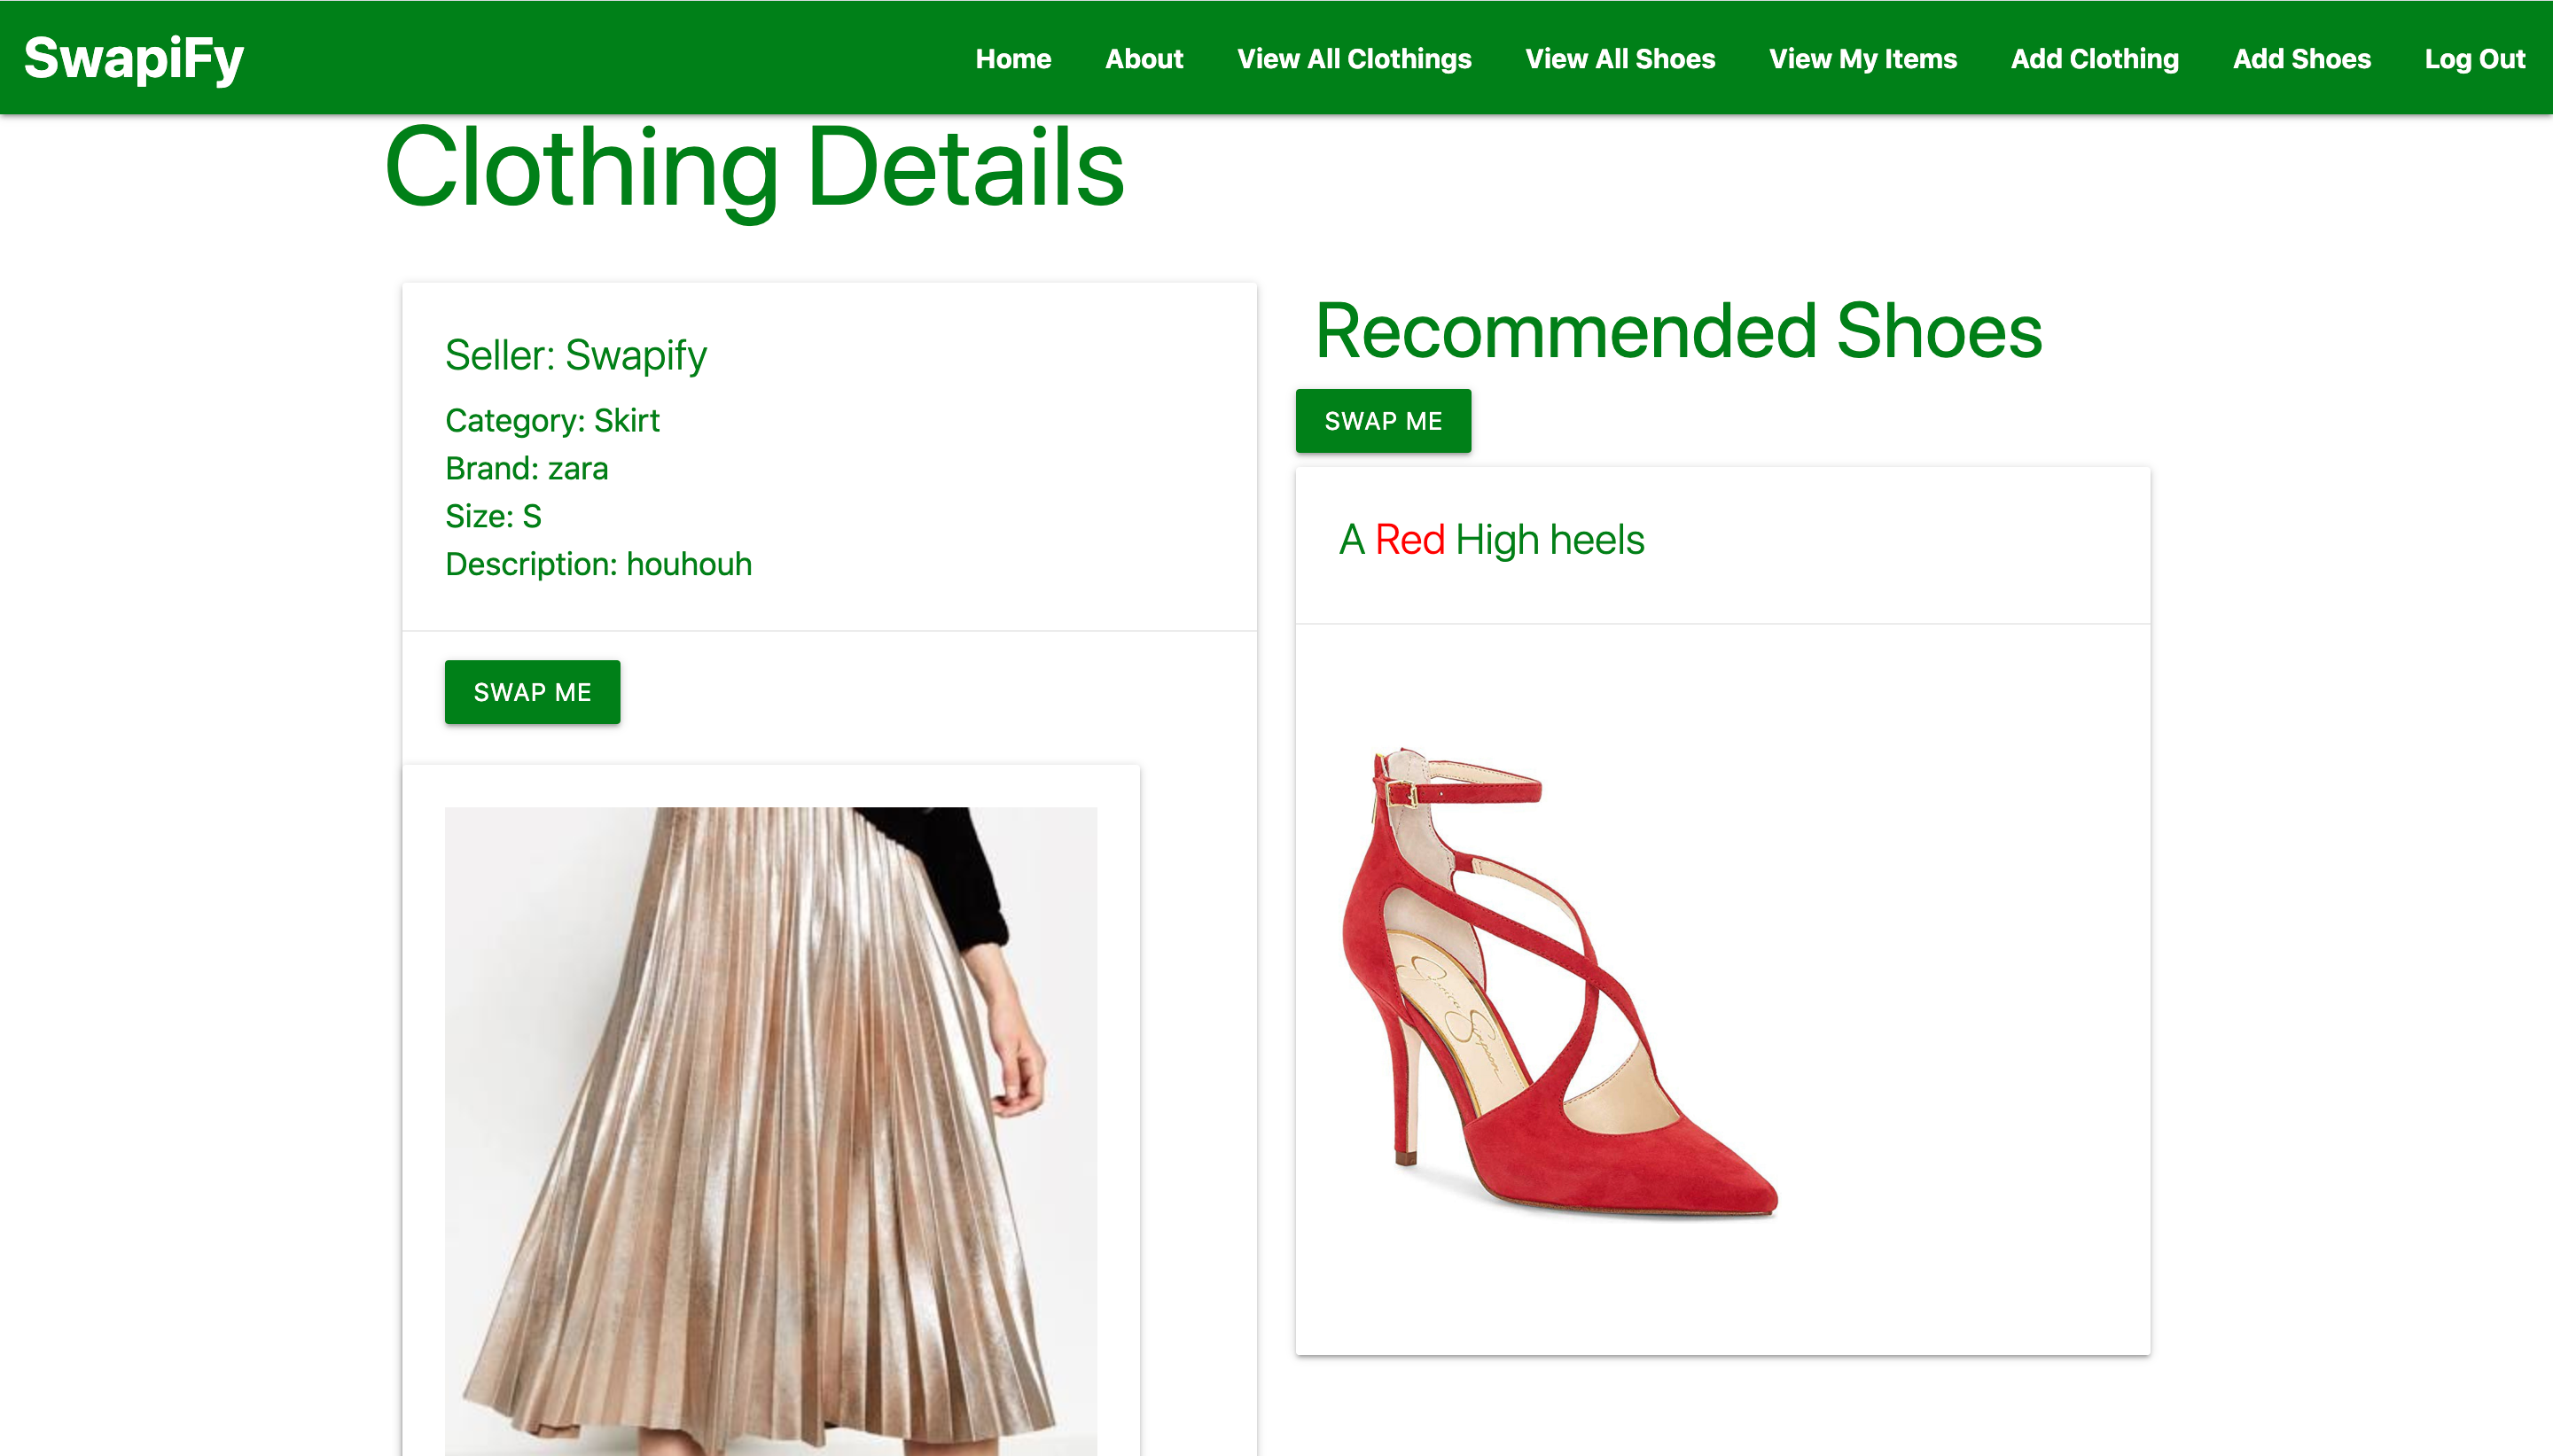 SwapiFy
Home About View All Clothings View All Shoes View My Items Add Clothing Add Shoes Log Out
Clothing Details
Seller: Swapify
Category: Skirt
Brand: zara
Size: S
Description: houhouh
SWAP ME
Recommended Shoes
SWAP ME
A Red High heels
Jessica Simpson